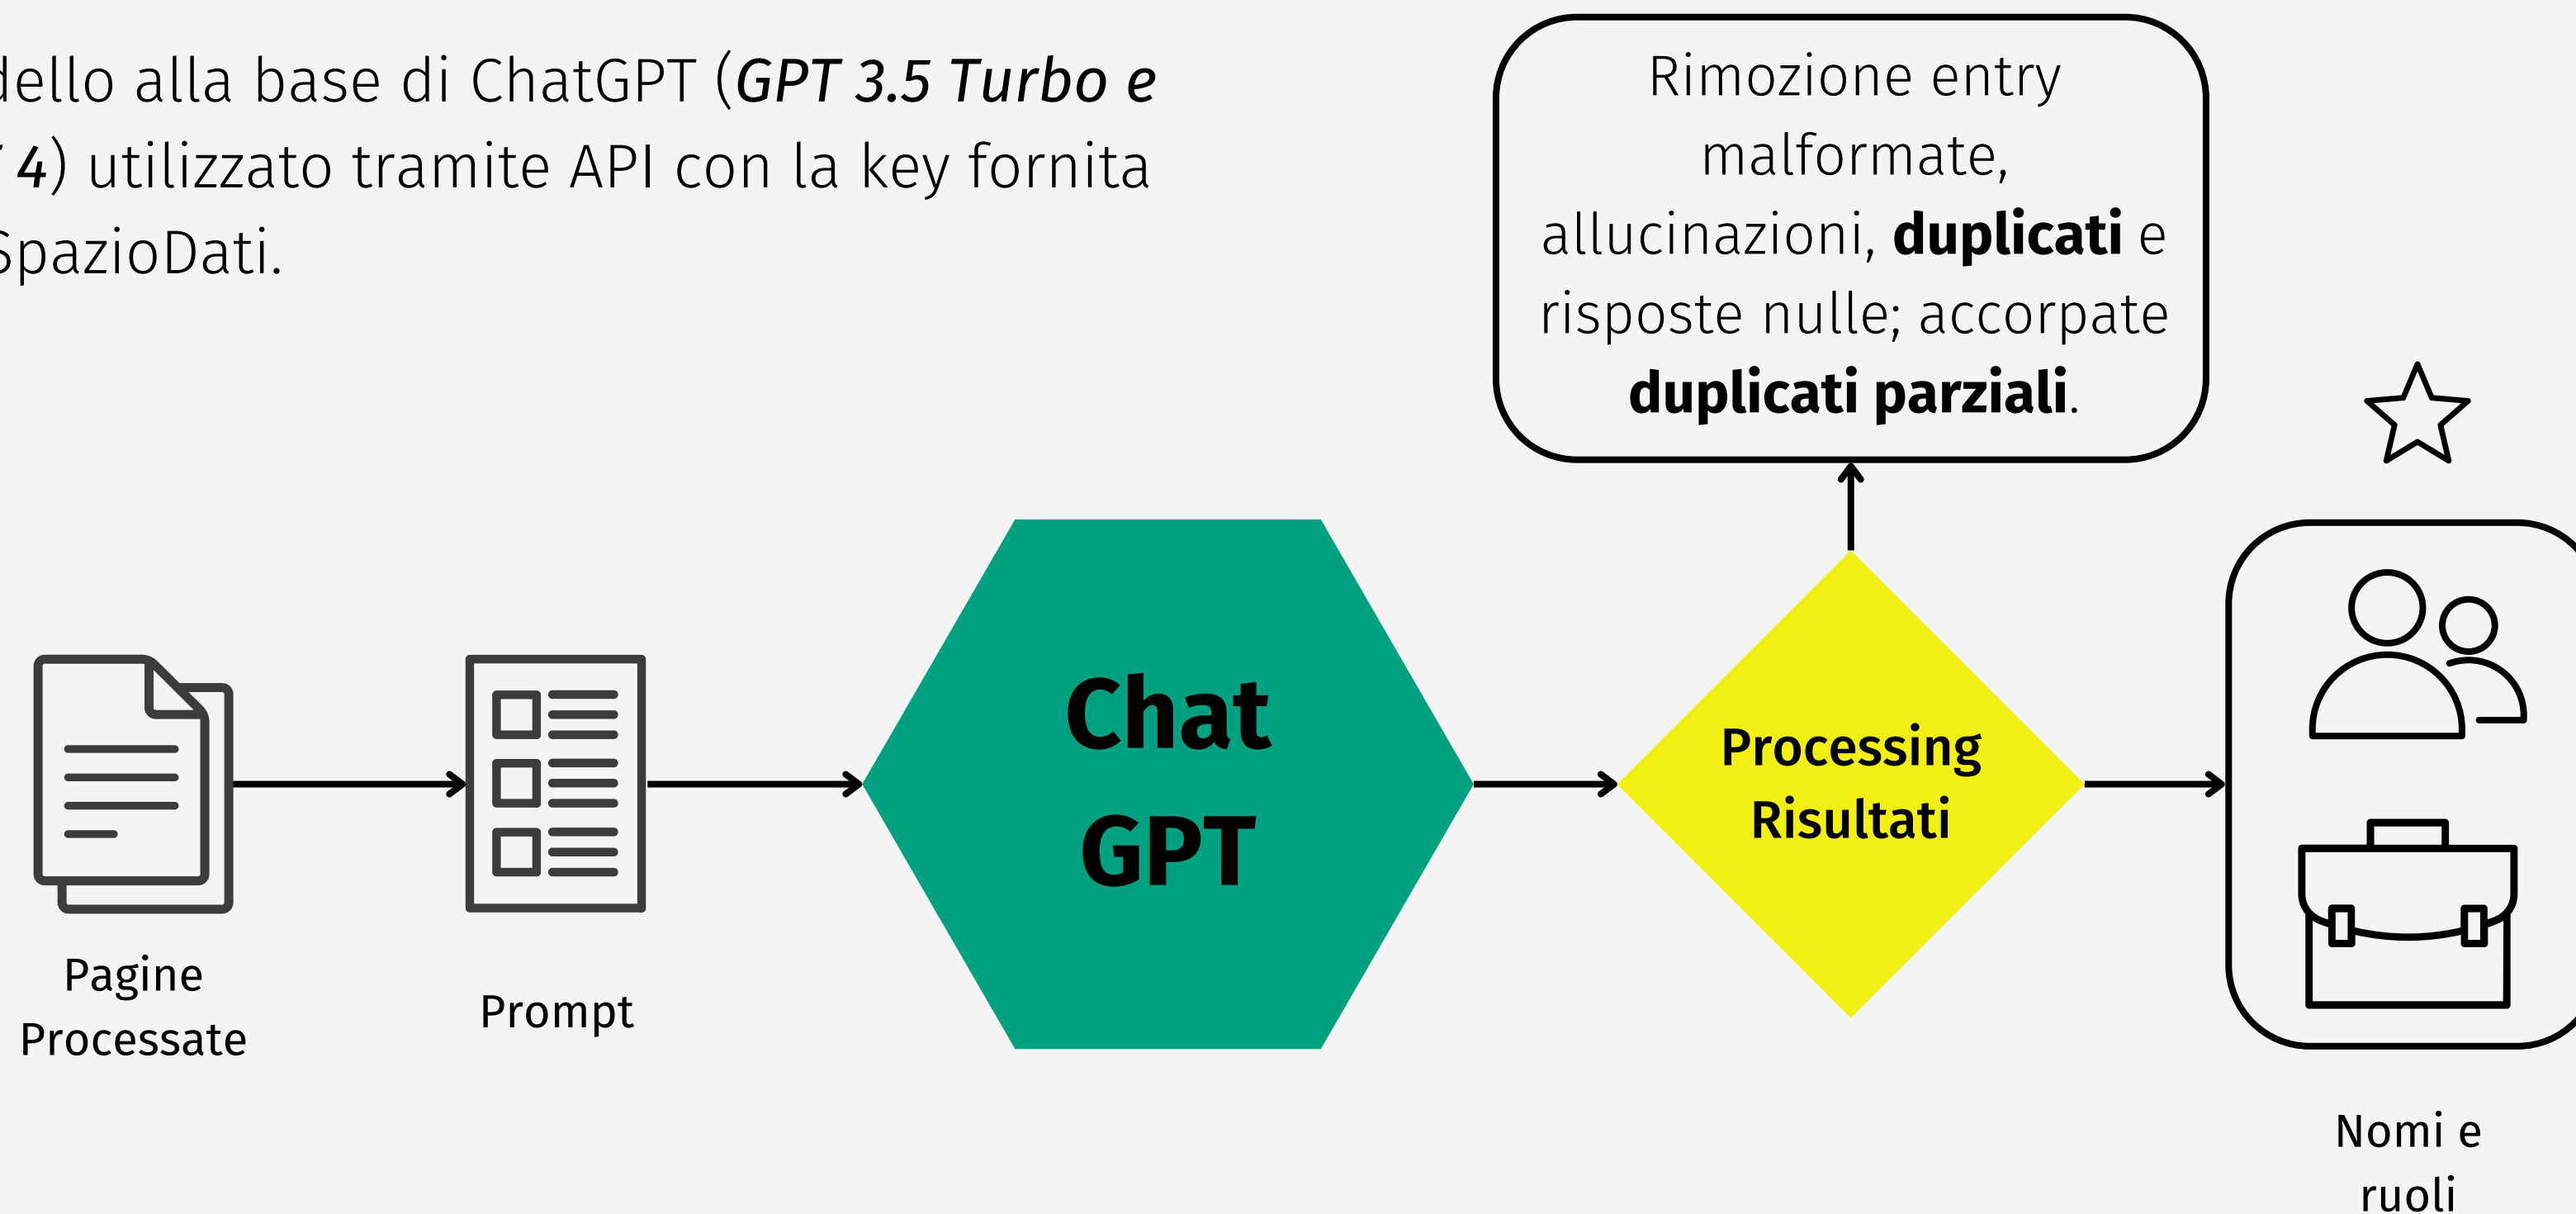 dello alla base di ChatGPT (GPT 3.5 Turbo e
4) utilizzato tramite API con la key fornita
SpazioDati.
Rimozione entry
malformate,
allucinazioni, duplicati e
risposte nulle; accorpate
duplicati parziali.
Chat
GPT
Processing
Risultati
Pagine
Processate
Prompt
Nomi e
ruoli